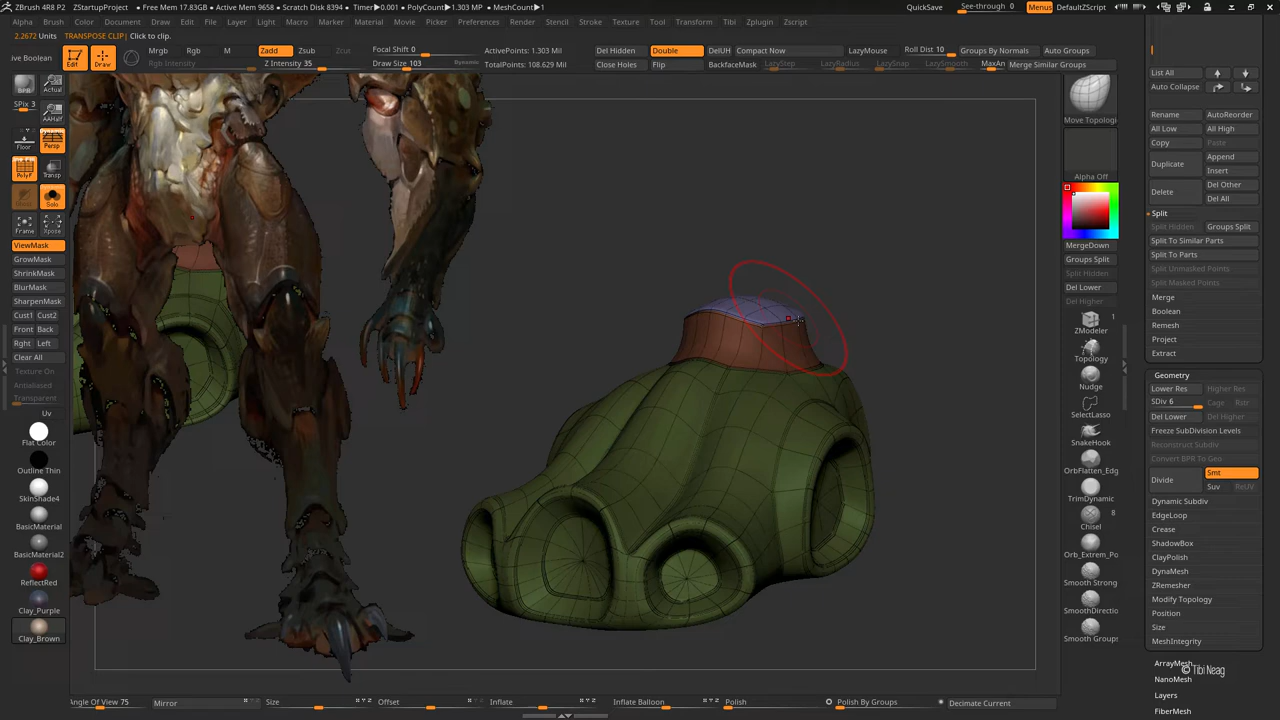 ZBrush 4R8 P2 ZStartupProject • Free Mem 17.83GB • Active Mem 9658 • Scratch Disk 8394 • Timer▶0.001 • PolyCount▶1.303 MP • MeshCount▶1 QuickSave See-through 0 Menus DefaultZScript
Alpha Brush Color Document Draw Edit File Layer Light Macro Marker Material Movie Picker Preferences Render Stencil Stroke Texture Tool Transform Tibi Zplugin Zscript
2.2672 Units TRANSPOSE CLIP| Click to clip.
ive Boolean Edit Draw Mrgb Rgb M Zadd Zsub Zcut Focal Shift 0 ActivePoints: 1.303 mil Del Hidden Double DelUH Compact Now LazyMouse Roll Dist 10 Groups By Normals Auto Groups
Rgb Intensity Z Intensity 35 Draw Size 103 Dynamic TotalPoints: 108.629 mil Close Holes Flip BackfaceMask LazyStep LazyRadius LazySnap LazySmooth MaxAn Merge Similar Groups
BPR Actual
SPix 3 AAHalf
Floor Dynamic Persp
PolyF Transp
Solo
Frame Xpose
ViewMask
GrowMask
ShrinkMask
BlurMask
SharpenMask
Cust1 Cust2
Front Back
Rght Left
Clear All
Texture On
Antialiased
Transparent
Uv
Flat Color
Outline Thin
SkinShade4
BasicMaterial
BasicMaterial2
ReflectRed
Clay_Purple
Clay_Brown
Move Topologi
Alpha Off
MergeDown
Groups Split
Split Hidden
Del Lower
Del Higher
1
ZModeler
Topology
Nudge
SelectLasso
SnakeHook
OrbFlatten_Edg
TrimDynamic
8
Chisel
Orb_Extrem_Po
Smooth Strong
SmoothDirectio
Smooth Groups
List All
Auto Collapse
Rename AutoReorder
All Low All High
Copy Paste
Duplicate Append
Insert
Delete Del Other
Del All
Split
Split Hidden Groups Split
Split To Similar Parts
Split To Parts
Split Unmasked Points
Split Masked Points
Merge
Boolean
Remesh
Project
Extract
Geometry
Lower Res Higher Res
SDiv 6 Cage Rstr
Del Lower Del Higher
Freeze SubDivision Levels
Reconstruct Subdiv
Convert BPR To Geo
Divide Smt
Suv ReUV
Dynamic Subdiv
EdgeLoop
Crease
ShadowBox
ClayPolish
DynaMesh
ZRemesher
Modify Topology
Position
Size
MeshIntegrity
ArrayMesh
© Tibi Neag
NanoMesh
Layers
FiberMesh
Angle Of View 75 Mirror Size Offset Inflate Inflate Balloon Polish Polish By Groups Decimate Current